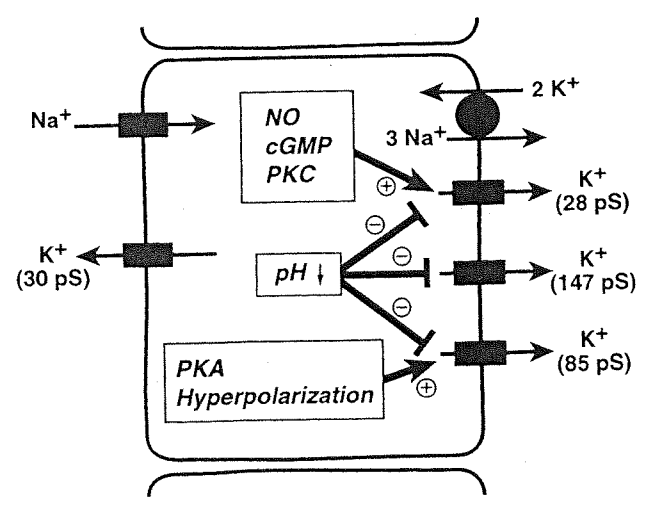 2 K+
Na+
3 Na+
NO
cGMP
PKC
+
K+
(28 pS)
−
−
K+
(30 pS)
pH ↓
K+
(147 pS)
−
K+
(85 pS)
PKA
Hyperpolarization
+